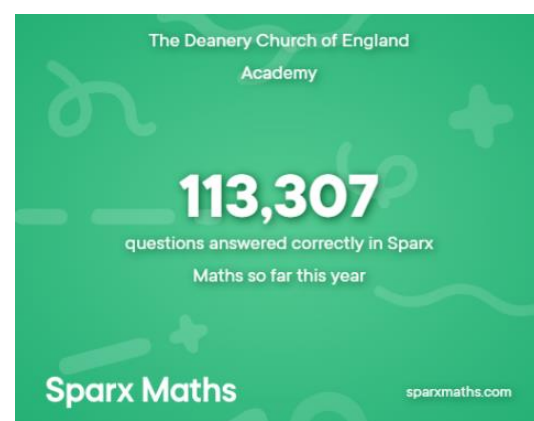 The Deanery Church of England
Academy
113,307
questions answered correctly in Sparx
Maths so far this year
Sparx Maths
sparxmaths.com